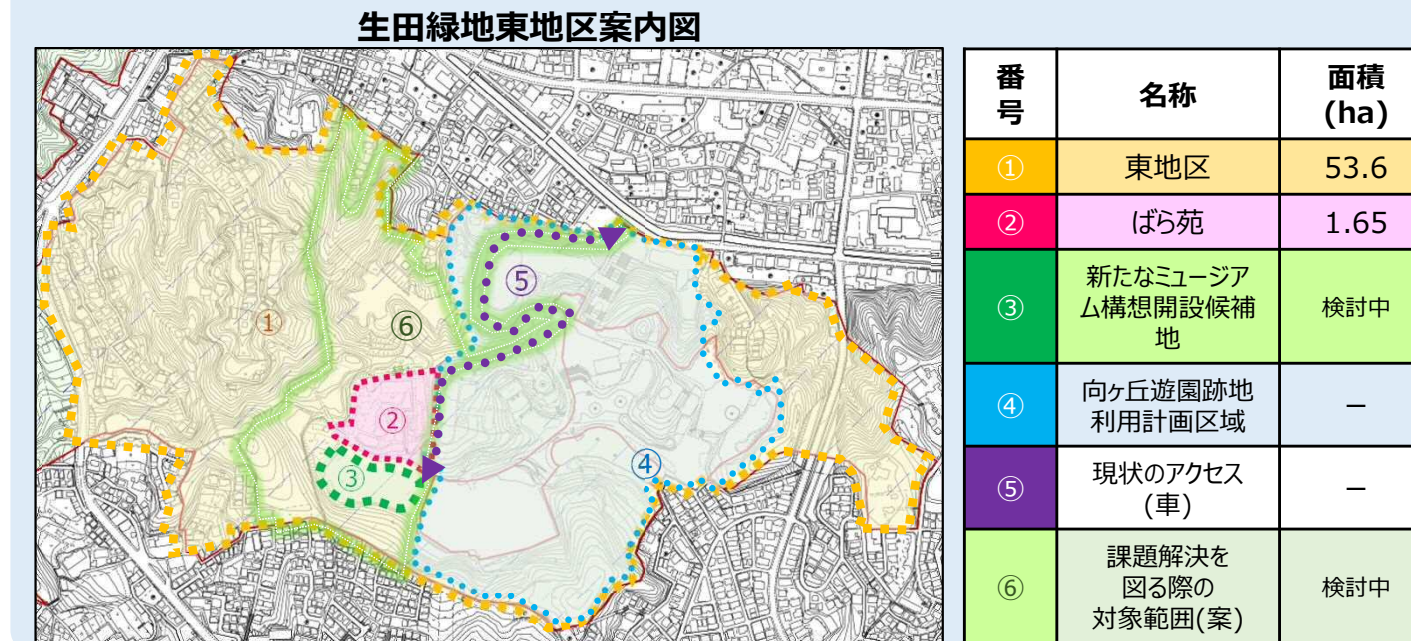 生田緑地東地区案内図
①
②
③
④
⑤
⑥
番
号
名称
面積
(ha)
①
東地区
53.6
②
ばら苑
1.65
③
新たなミュージア
ム構想開設候補
地
検討中
④
向ヶ丘遊園跡地
利用計画区域
－
⑤
現状のアクセス
(車)
－
⑥
課題解決を
図る際の
対象範囲(案)
検討中